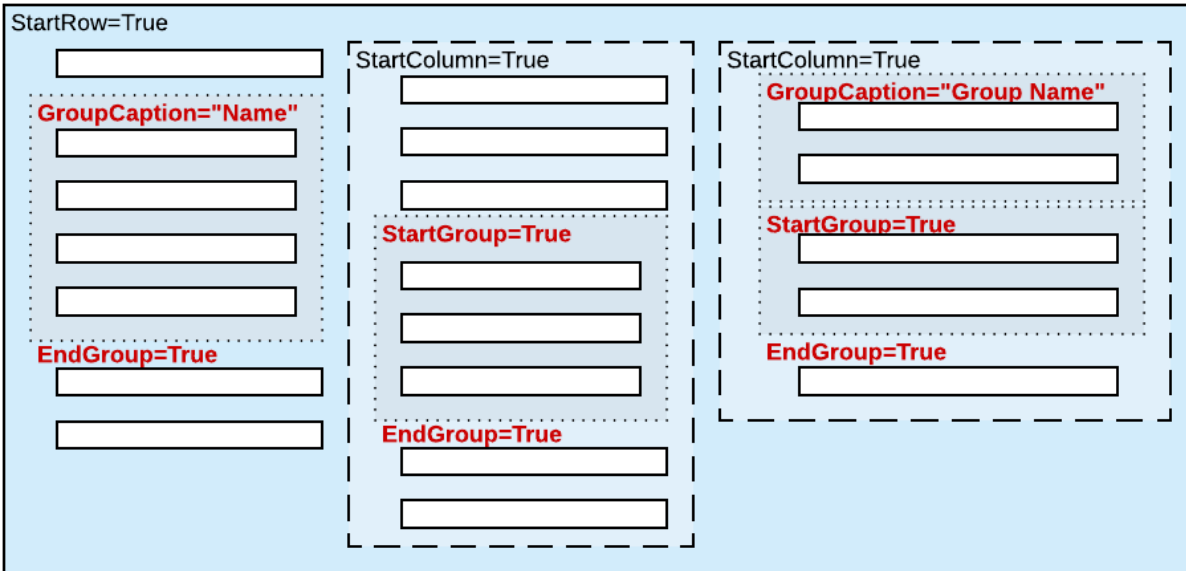 StartRow=True
GroupCaption="Name"
EndGroup=True
StartColumn=True
StartGroup=True
EndGroup=True
StartColumn=True
GroupCaption="Group Name"
StartGroup=True
EndGroup=True